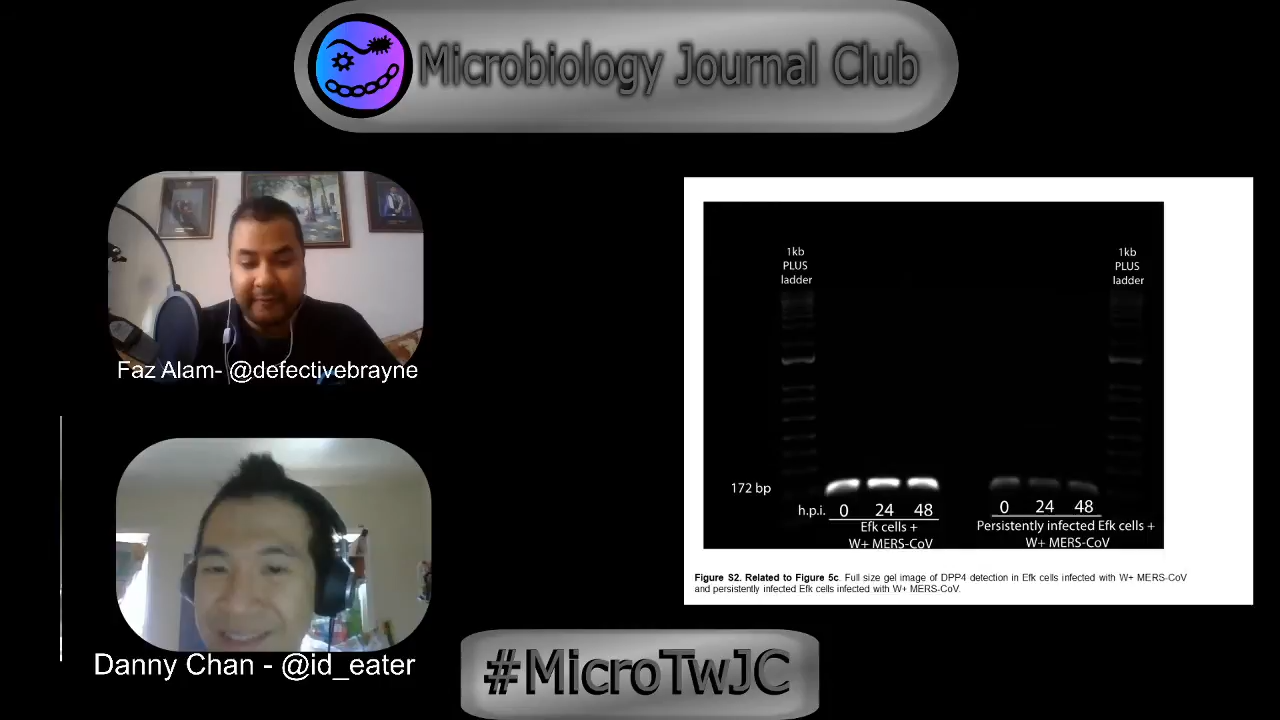 Microbiology Journal Club
Faz Alam- @defectivebrayne
Danny Chan - @id_eater
1kb
PLUS
ladder
1kb
PLUS
ladder
172 bp
h.p.i. 0 24 48 0 24 48
Efk cells +
W+ MERS-CoV
Persistently infected Efk cells +
W+ MERS-CoV
Figure S2. Related to Figure 5c. Full size gel image of DPP4 detection in Efk cells infected with W+ MERS-CoV
and persistently infected Efk cells infected with W+ MERS-CoV.
#MicroTwJC